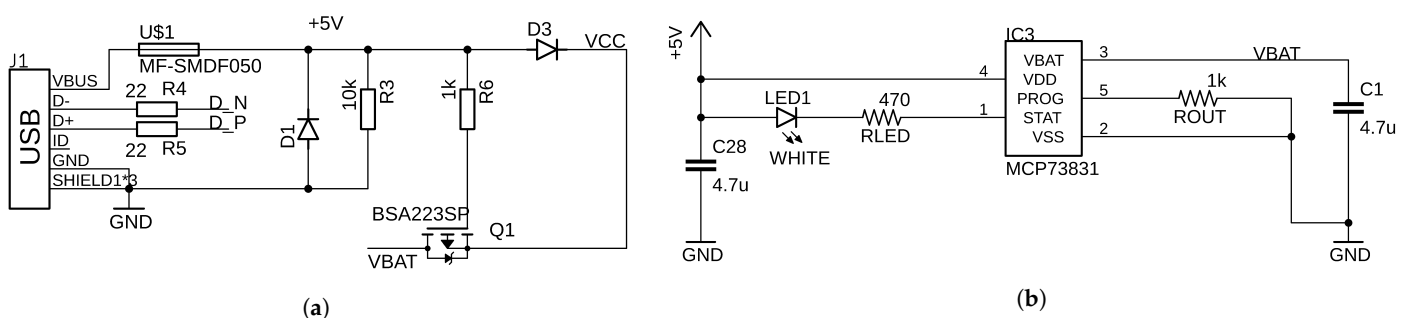 J1
USB
VBUS
D-
D+
ID
GND
SHIELD1*3
GND
U$1
MF-SMDF050
22 R4
D_N
D_P
22 R5
+5V
D1
10k
R3
1k
R6
D3
VCC
BSA223SP
Q1
VBAT
(a)
+5V
C28
4.7u
GND
LED1
WHITE
470
RLED
4
1
IC3
VBAT
VDD
PROG
STAT
VSS
MCP73831
3
5
2
VBAT
1k
ROUT
C1
4.7u
GND
(b)